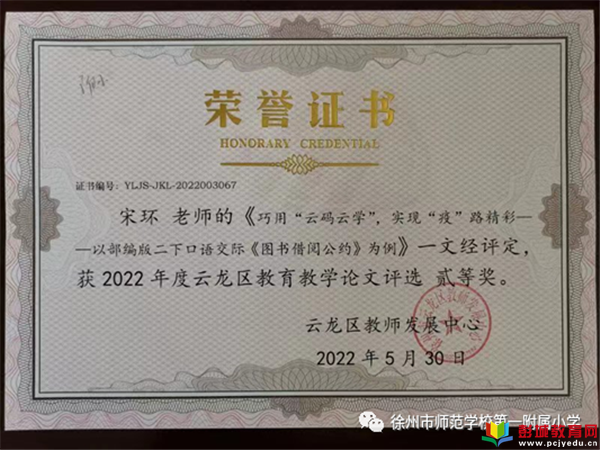 荣誉证书
HONORARY CREDENTIAL
证书编号：YLJS-JKL-2022003067
宋环 老师的《巧用“云码云学”，实现“疫”路精彩—
—以部编版二下口语交际《图书借阅公约》为例》一文经评定，
获 2022 年度云龙区教育教学论文评选 贰等奖。
云龙区教师发展中心
2022 年 5 月 30 日
徐州市师范学校第一附属小学
彭城教育网
www.pcjyedu.cn